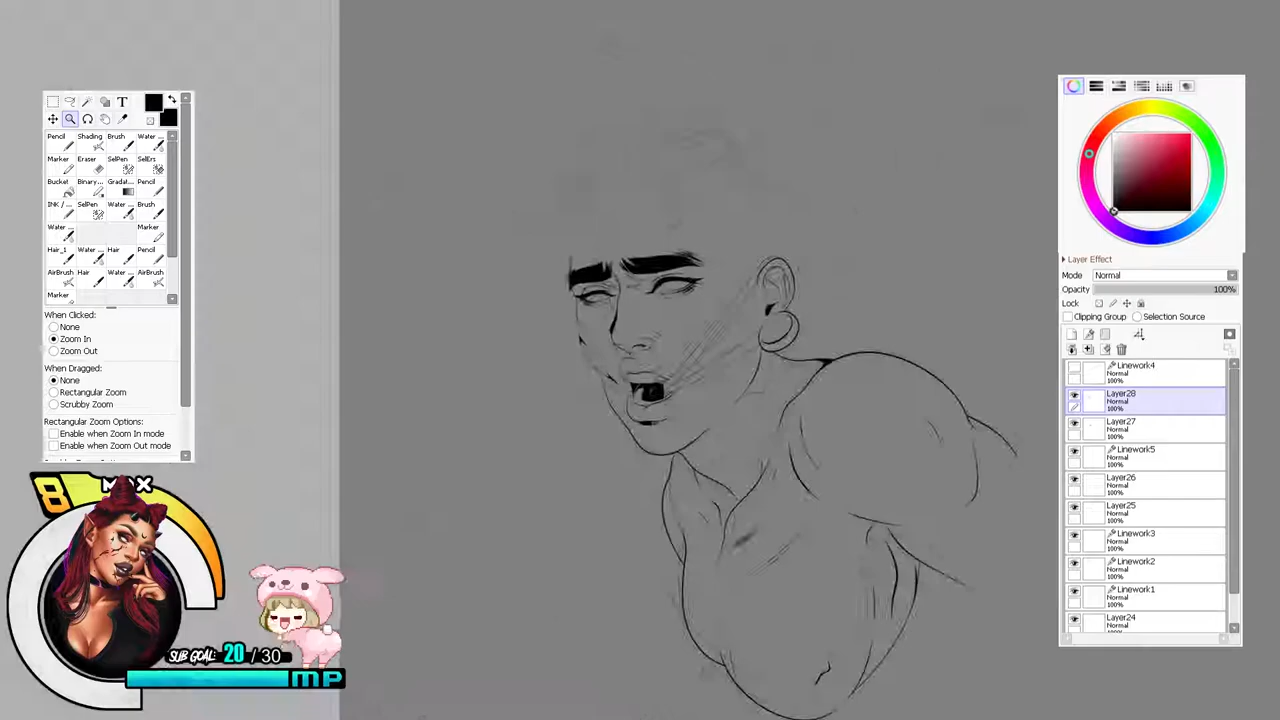 T
Pencil Shading Brush Water ...
Marker Eraser SelPen SelErs
Bucket Binary... Gradat... Pencil
INK / ... SelPen Water ... Brush
Water ... Marker
Hair_1 Water ... Hair Pencil
AirBrush Hair Water ... AirBrush
Marker
When Clicked:
None
Zoom In
Zoom Out
When Dragged:
None
Rectangular Zoom
Scrubby Zoom
Rectangular Zoom Options:
Enable when Zoom In mode
Enable when Zoom Out mode
8 MAX
SUB GOAL: 20 / 30
MP
Layer Effect
Mode Normal
Opacity 100%
Lock
Clipping Group Selection Source
Linework4
Normal
100%
Layer28
Normal
100%
Layer27
Normal
100%
Linework5
Normal
100%
Layer26
Normal
100%
Layer25
Normal
100%
Linework3
Normal
100%
Linework2
Normal
100%
Linework1
Normal
100%
Layer24
Normal
100%